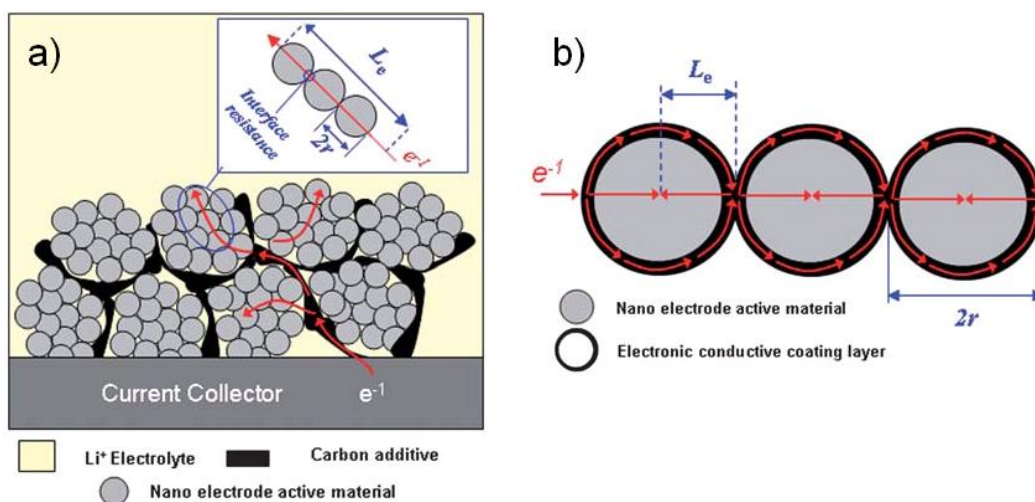 a)
Lₑ
Interface
resistance
2r
e⁻¹
Current Collector
e⁻¹
Li⁺ Electrolyte
Carbon additive
Nano electrode active material
b)
Lₑ
e⁻¹
2r
Nano electrode active material
Electronic conductive coating layer